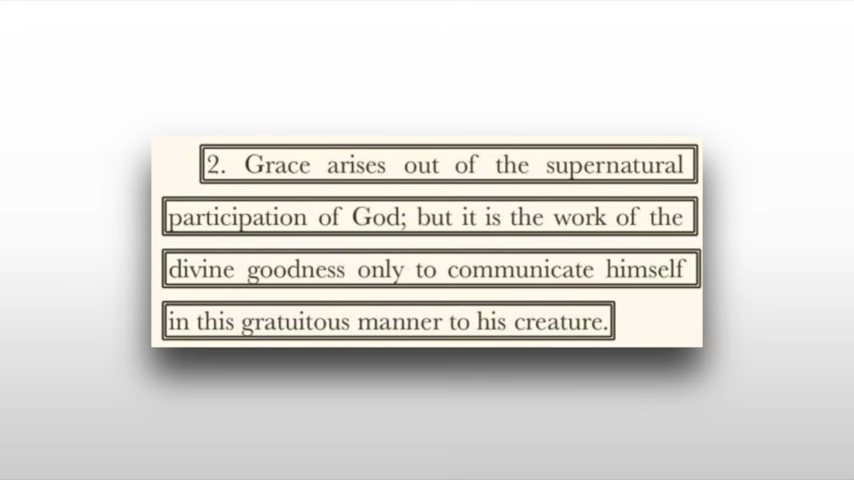 2. Grace arises out of the supernatural
participation of God; but it is the work of the
divine goodness only to communicate himself
in this gratuitous manner to his creature.